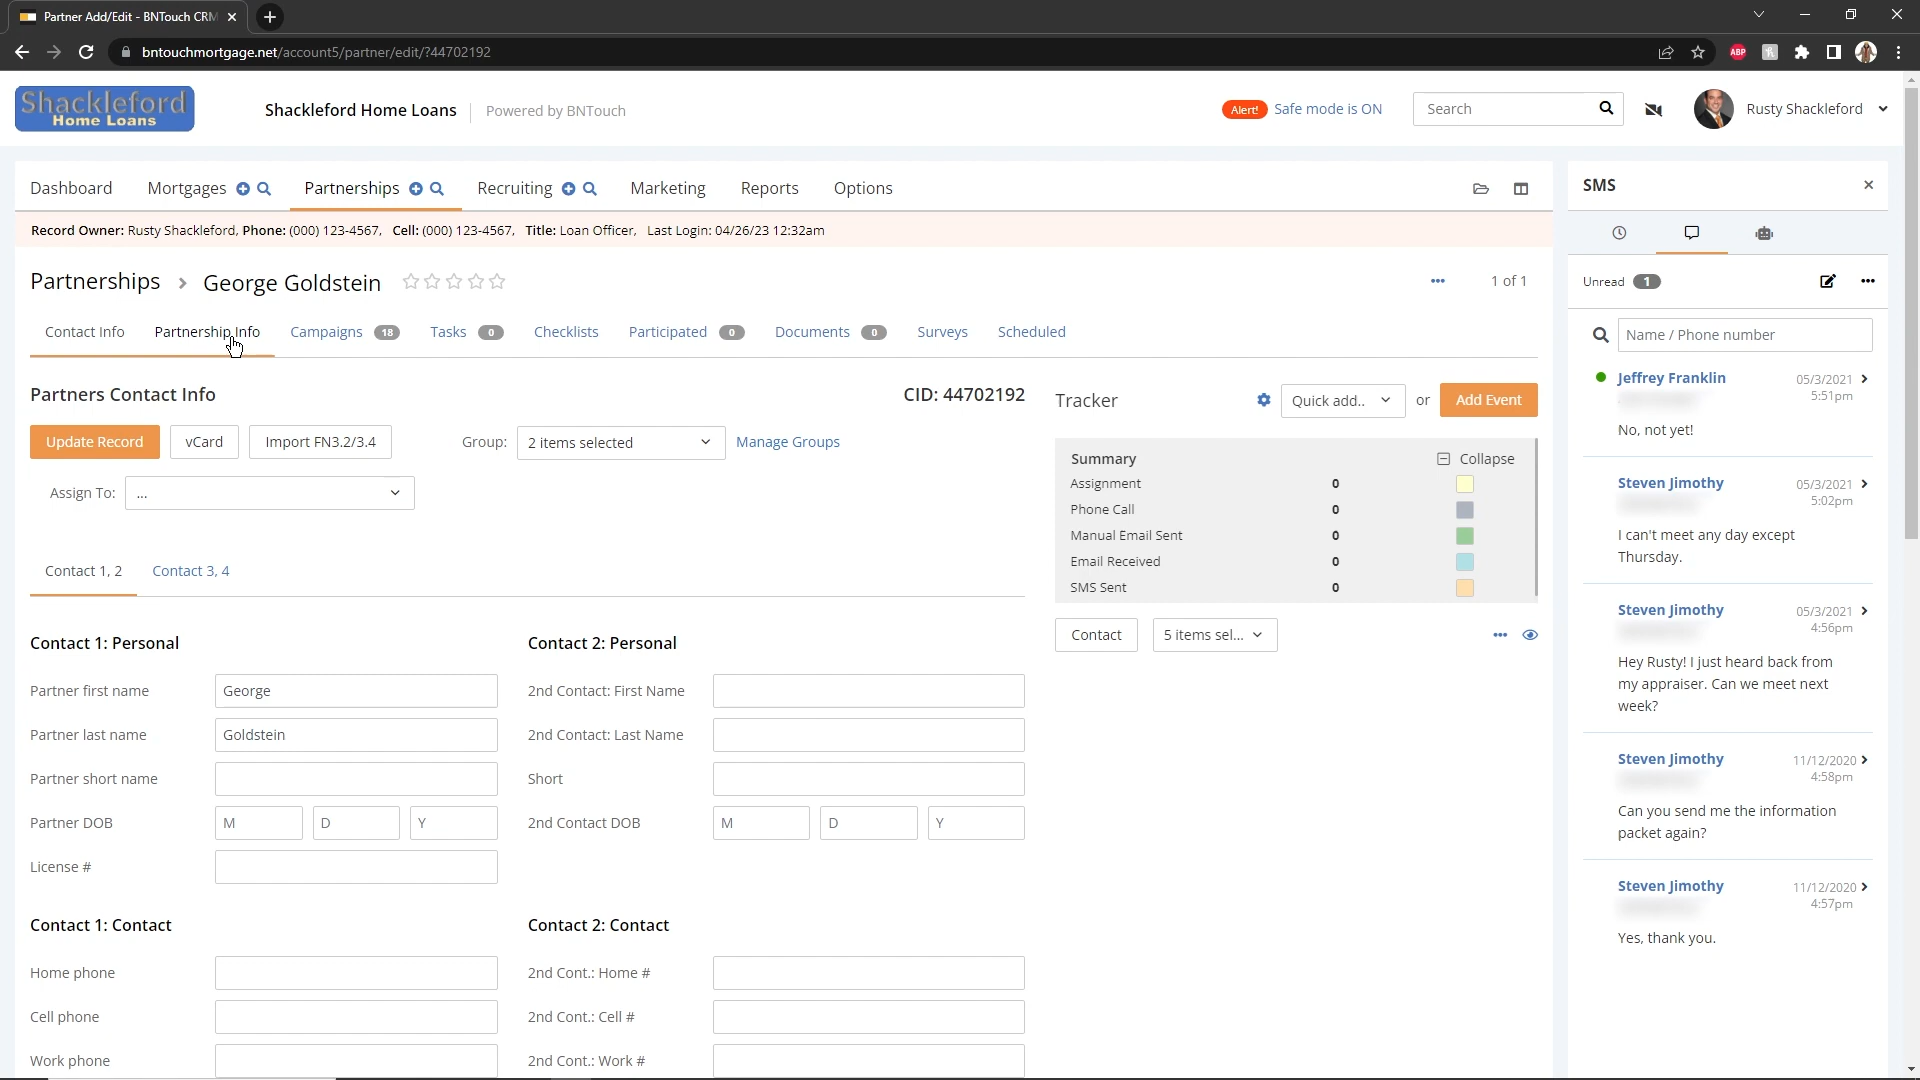 Partner Add/Edit - BNTouch CRM
bntouchmortgage.net/account5/partner/edit/?44702192
ABP
Shackleford
Home Loans
Shackleford Home Loans
Powered by BNTouch
Alert! Safe mode is ON
Search
Rusty Shackleford
Dashboard
Mortgages
Partnerships
Recruiting
Marketing
Reports
Options
Record Owner: Rusty Shackleford, Phone: (000) 123-4567, Cell: (000) 123-4567, Title: Loan Officer, Last Login: 04/26/23 12:32am
Partnerships > George Goldstein
1 of 1
Contact Info
Partnership Info
Campaigns 18
Tasks 0
Checklists
Participated 0
Documents 0
Surveys
Scheduled
Partners Contact Info
CID: 44702192
Update Record
vCard
Import FN3.2/3.4
Group: 2 items selected
Manage Groups
Assign To: ...
Contact 1, 2
Contact 3, 4
Contact 1: Personal
Partner first name George
Partner last name Goldstein
Partner short name
Partner DOB M D Y
License #
Contact 2: Personal
2nd Contact: First Name
2nd Contact: Last Name
Short
2nd Contact DOB M D Y
Contact 1: Contact
Home phone
Cell phone
Work phone
Contact 2: Contact
2nd Cont.: Home #
2nd Cont.: Cell #
2nd Cont.: Work #
Tracker
Quick add..
or
Add Event
Summary
Collapse
Assignment 0
Phone Call 0
Manual Email Sent 0
Email Received 0
SMS Sent 0
Contact
5 items sel...
SMS
Unread 1
Name / Phone number
Jeffrey Franklin
05/3/2021
5:51pm
No, not yet!
Steven Jimothy
05/3/2021
5:02pm
I can't meet any day except
Thursday.
Steven Jimothy
05/3/2021
4:56pm
Hey Rusty! I just heard back from
my appraiser. Can we meet next
week?
Steven Jimothy
11/12/2020
4:58pm
Can you send me the information
packet again?
Steven Jimothy
11/12/2020
4:57pm
Yes, thank you.